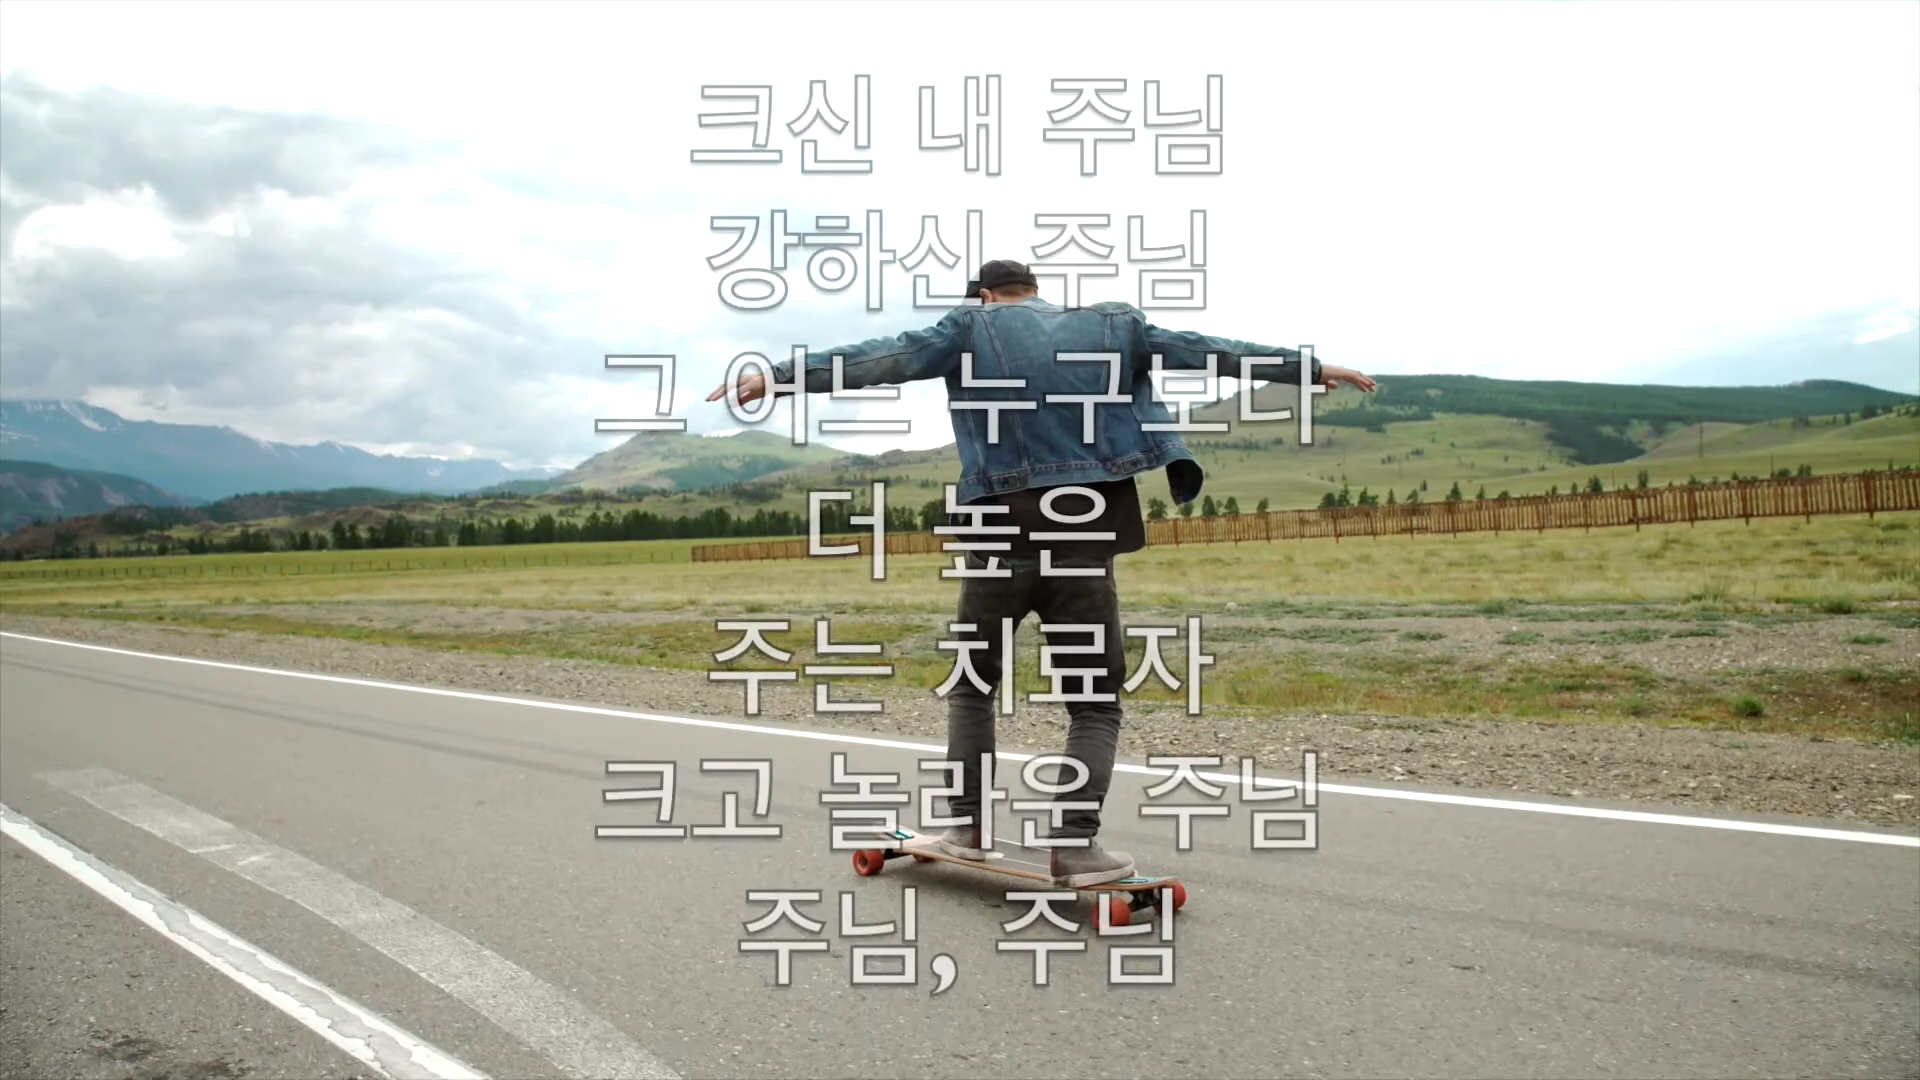 크신 내 주님
강하신 주님
그 어느 누구보다
더 높은
주는 치료자
크고 놀라운 주님
주님, 주님